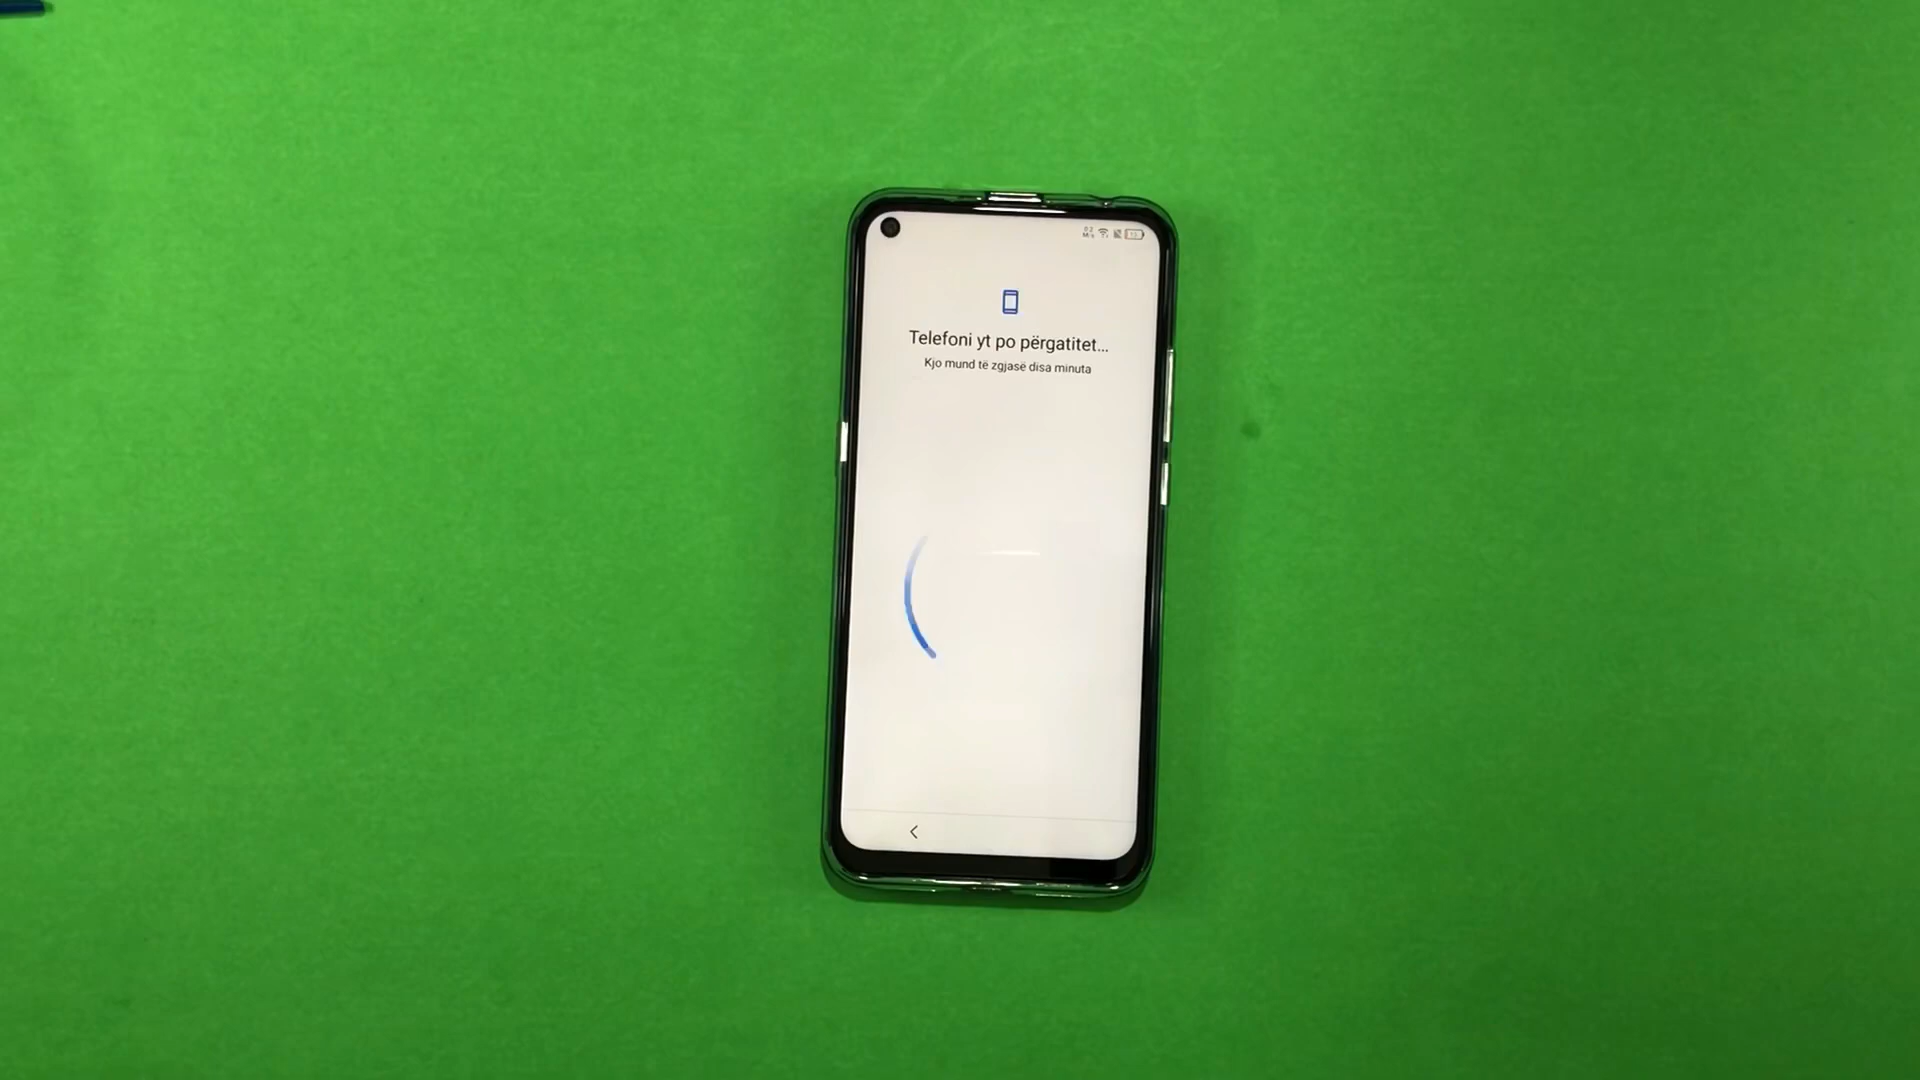 Telefoni yt po përgatitet...
Kjo mund të zgjasë disa minuta